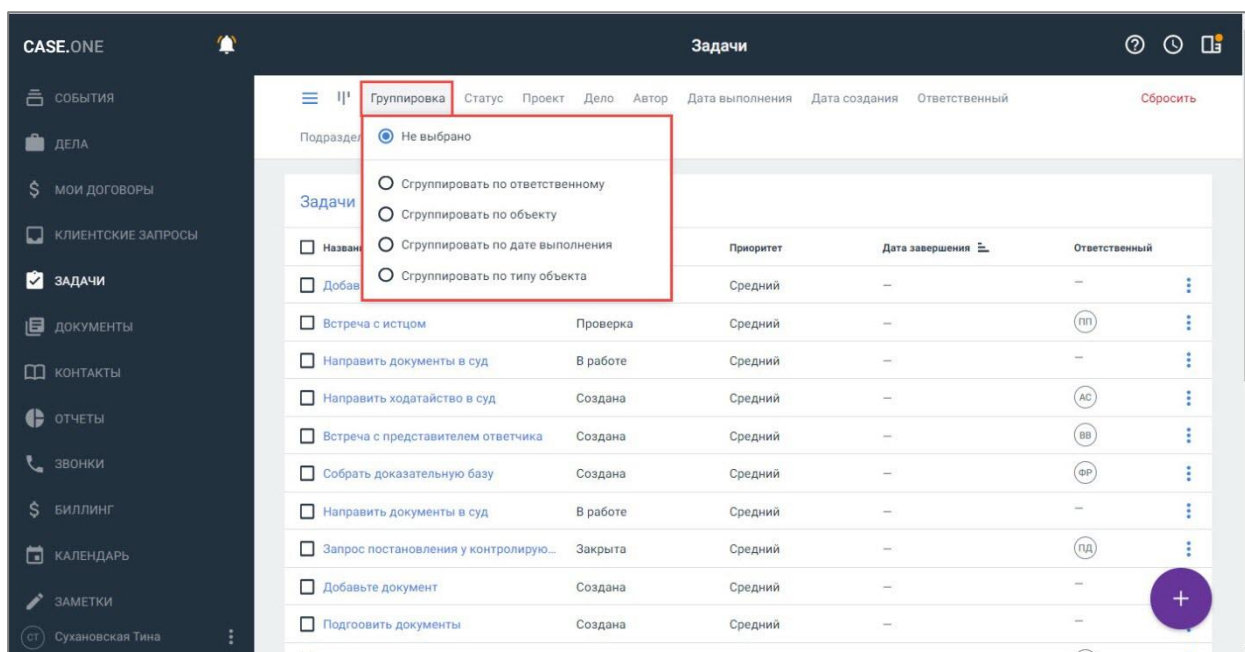 CASE.ONE
Задачи
СОБЫТИЯ
ДЕЛА
МОИ ДОГОВОРЫ
КЛИЕНТСКИЕ ЗАПРОСЫ
ЗАДАЧИ
ДОКУМЕНТЫ
КОНТАКТЫ
ОТЧЕТЫ
ЗВОНКИ
БИЛЛИНГ
КАЛЕНДАРЬ
ЗАМЕТКИ
СТ Сухановская Тина
Группировка Статус Проект Дело Автор Дата выполнения Дата создания Ответственный Сбросить
Подраздел
Не выбрано
Сгруппировать по ответственному
Сгруппировать по объекту
Сгруппировать по дате выполнения
Сгруппировать по типу объекта
Задачи
Назван Приоритет Дата завершения Ответственный
Добав Средний – –
Встреча с истцом Проверка Средний – ПП
Направить документы в суд В работе Средний – –
Направить ходатайство в суд Создана Средний – АС
Встреча с представителем ответчика Создана Средний – ВВ
Собрать доказательную базу Создана Средний – ФР
Направить документы в суд В работе Средний – –
Запрос постановления у контролирую... Закрыта Средний – ПД
Добавьте документ Создана Средний – –
Подгоовить документы Создана Средний – –